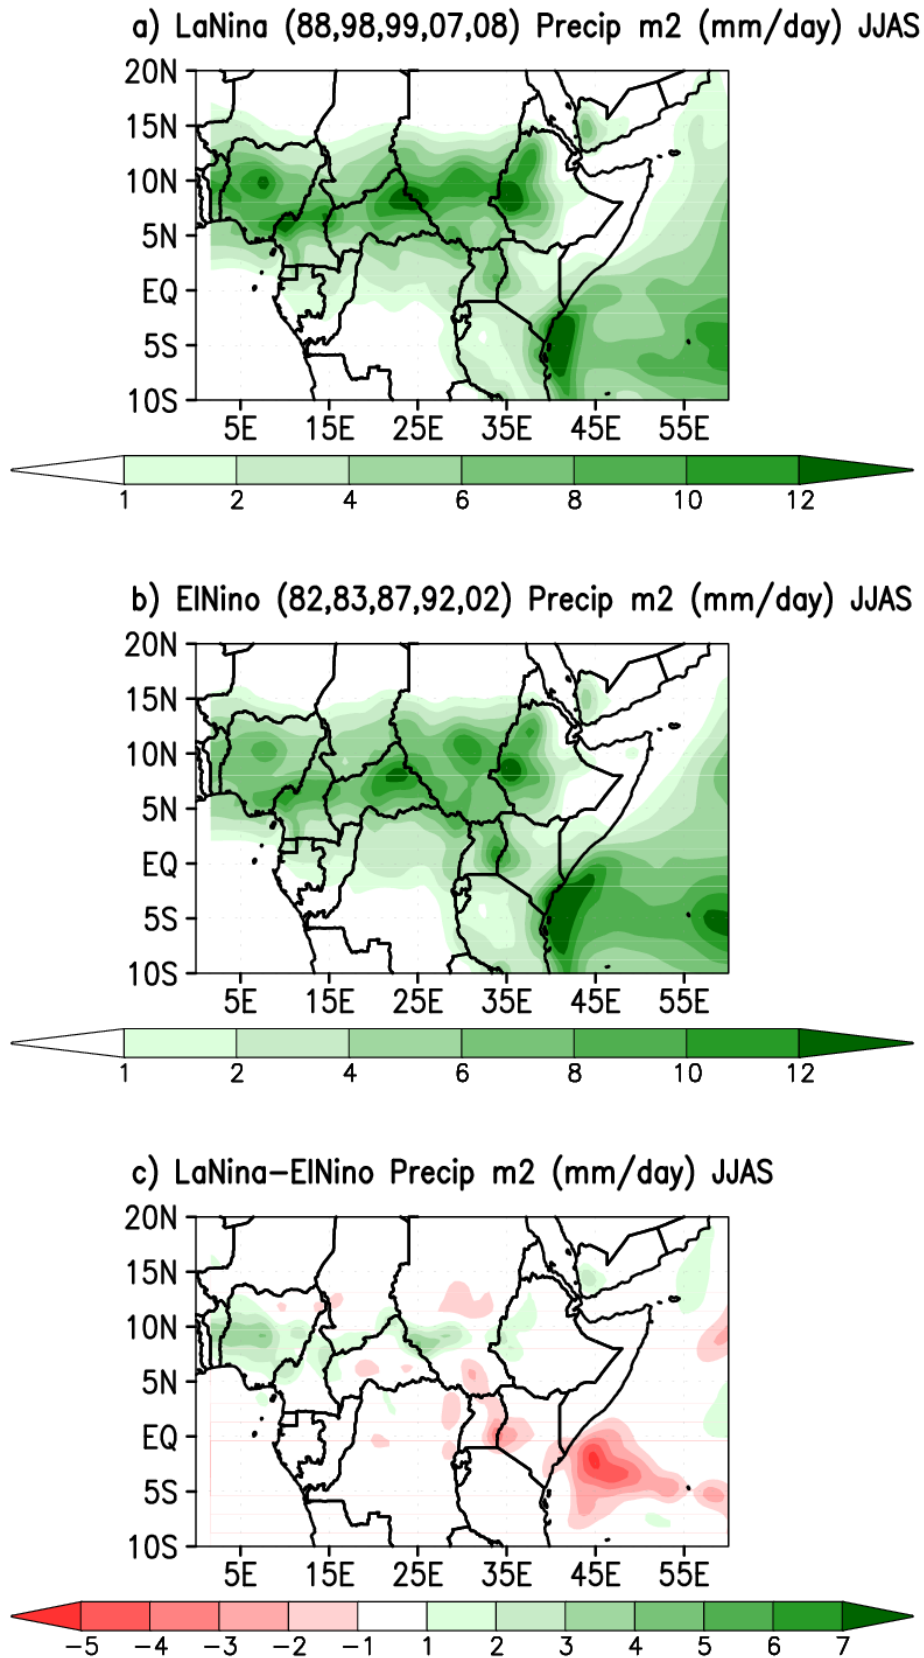 a) LaNina (88,98,99,07,08) Precip m2 (mm/day) JJAS
20N
15N
10N
5N
EQ
5S
10S
5E 15E 25E 35E 45E 55E
1 2 4 6 8 10 12
b) ElNino (82,83,87,92,02) Precip m2 (mm/day) JJAS
20N
15N
10N
5N
EQ
5S
10S
5E 15E 25E 35E 45E 55E
1 2 4 6 8 10 12
c) LaNina−ElNino Precip m2 (mm/day) JJAS
20N
15N
10N
5N
EQ
5S
10S
5E 15E 25E 35E 45E 55E
−5 −4 −3 −2 −1 1 2 3 4 5 6 7